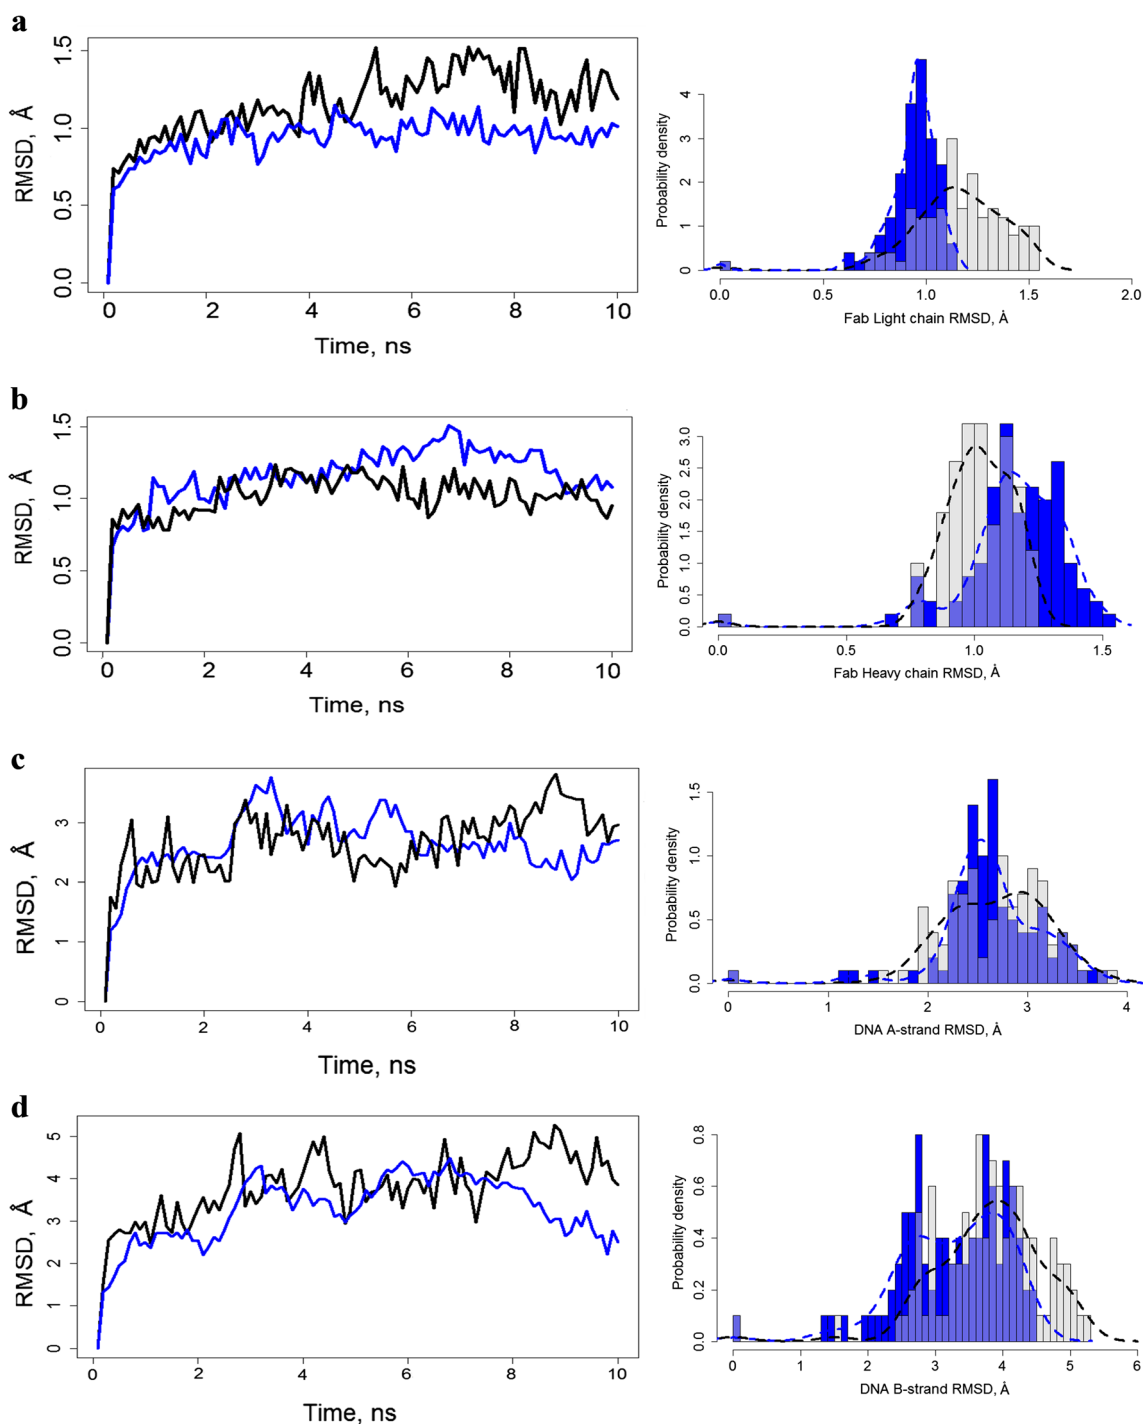 a
RMSD, Å
0.0 0.5 1.0 1.5
0 2 4 6 8 10
Time, ns
Probability density
0 1 2 3 4
0.0 0.5 1.0 1.5 2.0
Fab Light chain RMSD, Å
b
RMSD, Å
0.0 0.5 1.0 1.5
0 2 4 6 8 10
Time, ns
Probability density
0.0 0.5 1.0 1.5 2.0 2.5 3.0
0.0 0.5 1.0 1.5
Fab Heavy chain RMSD, Å
c
RMSD, Å
0 1 2 3
0 2 4 6 8 10
Time, ns
Probability density
0.0 0.5 1.0 1.5
0 1 2 3 4
DNA A-strand RMSD, Å
d
RMSD, Å
0 1 2 3 4 5
0 2 4 6 8 10
Time, ns
Probability density
0.0 0.2 0.4 0.6 0.8
0 1 2 3 4 5 6
DNA B-strand RMSD, Å